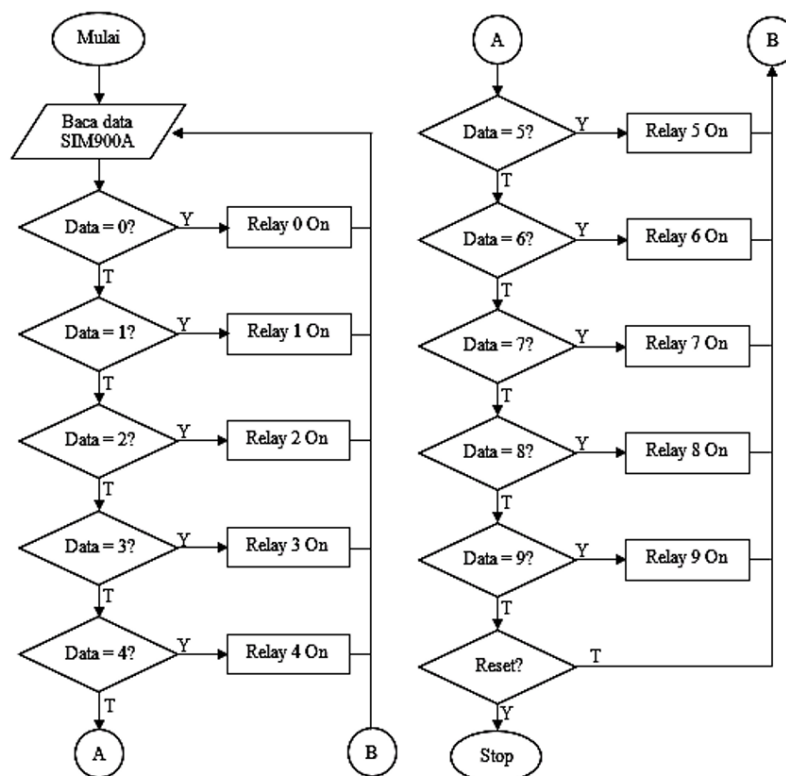 Mulai
Baca data
SIM900A
Data = 0?
Y
Relay 0 On
T
Data = 1?
Y
Relay 1 On
T
Data = 2?
Y
Relay 2 On
T
Data = 3?
Y
Relay 3 On
T
Data = 4?
Y
Relay 4 On
T
A
B
A
B
Data = 5?
Y
Relay 5 On
T
Data = 6?
Y
Relay 6 On
T
Data = 7?
Y
Relay 7 On
T
Data = 8?
Y
Relay 8 On
T
Data = 9?
Y
Relay 9 On
T
Reset?
T
Y
Stop